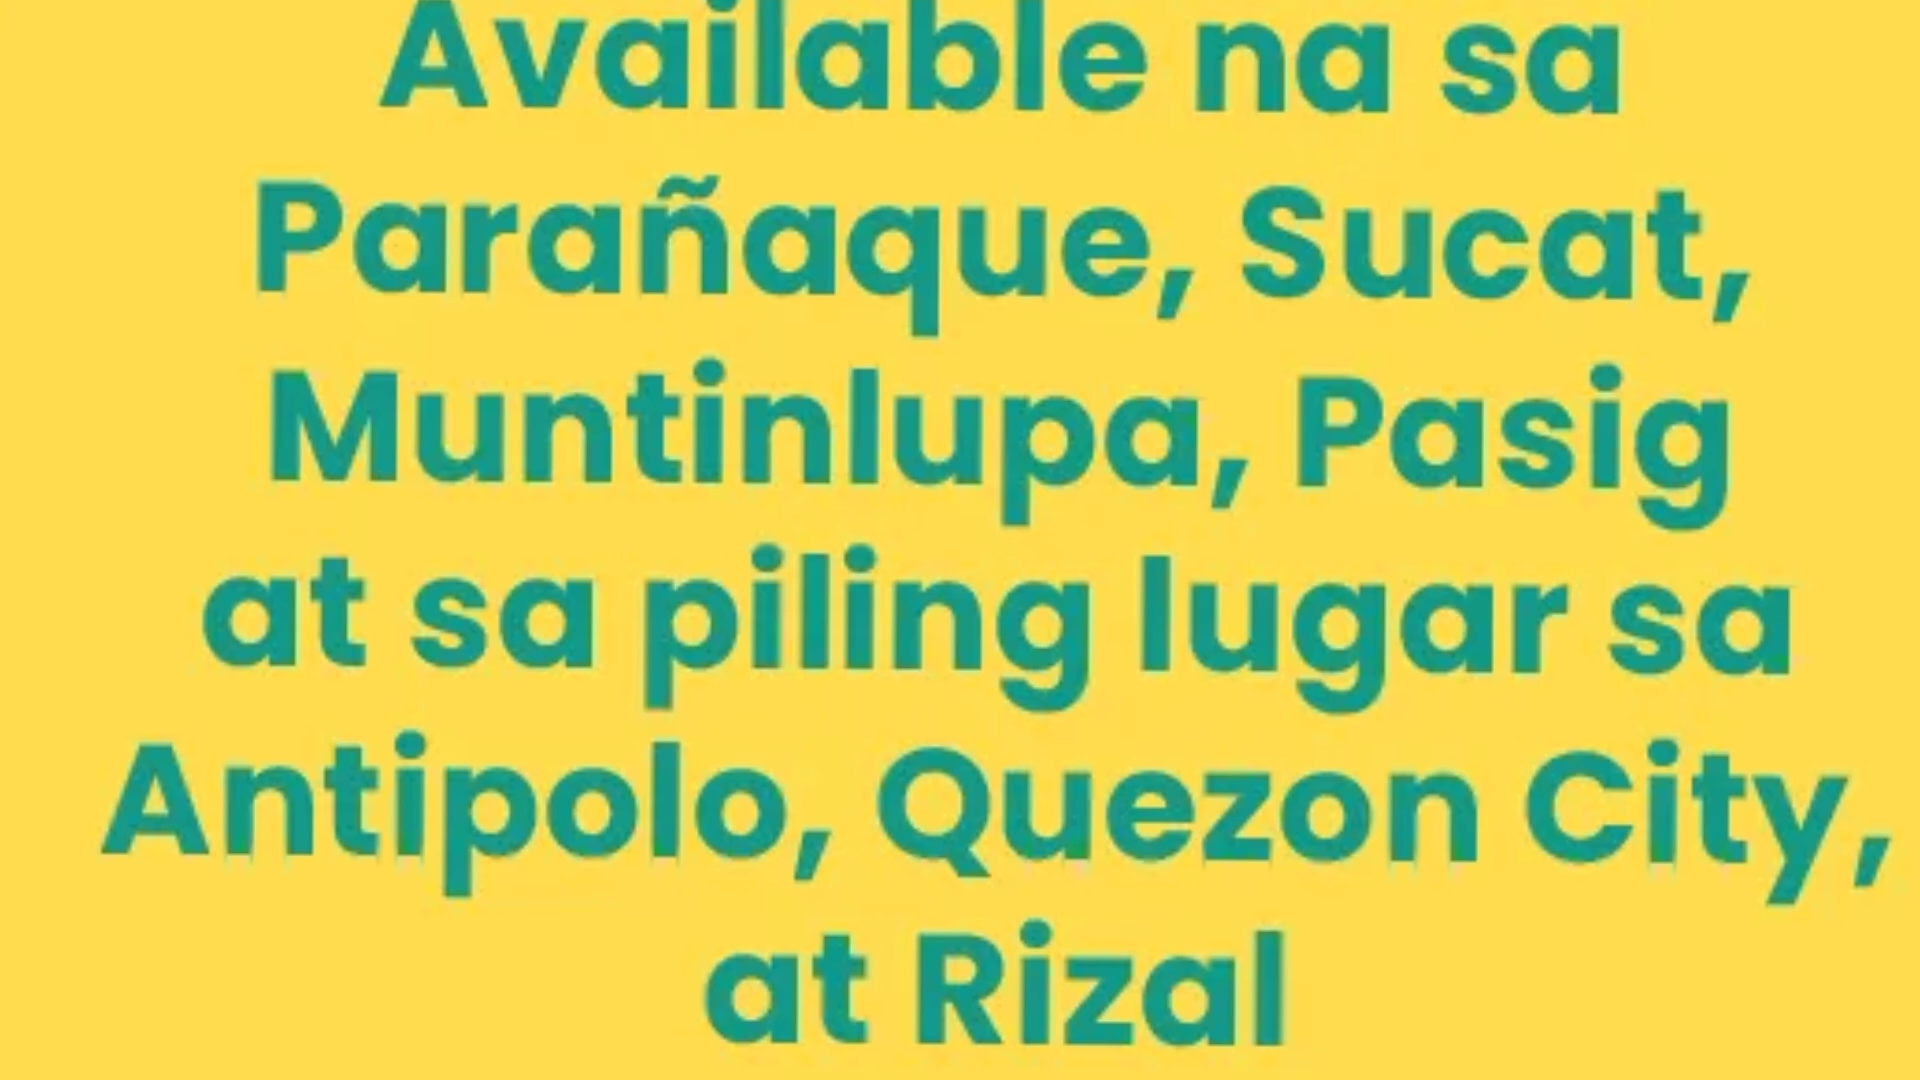 Available na sa
Parañaque, Sucat,
Muntinlupa, Pasig
at sa piling lugar sa
Antipolo, Quezon City,
at Rizal